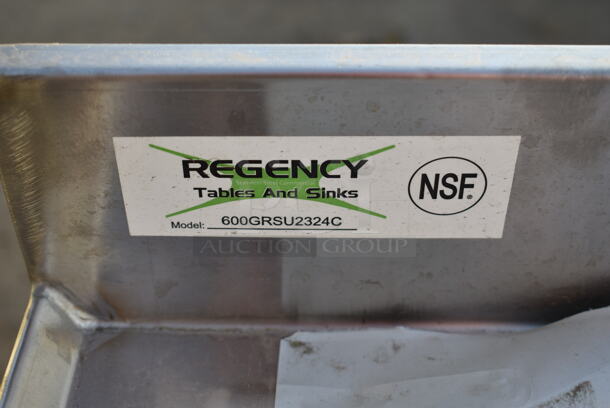 REGENCY
Tables And Sinks
NSF®
Model: 600GRSU2324C
AUCTION GROUP